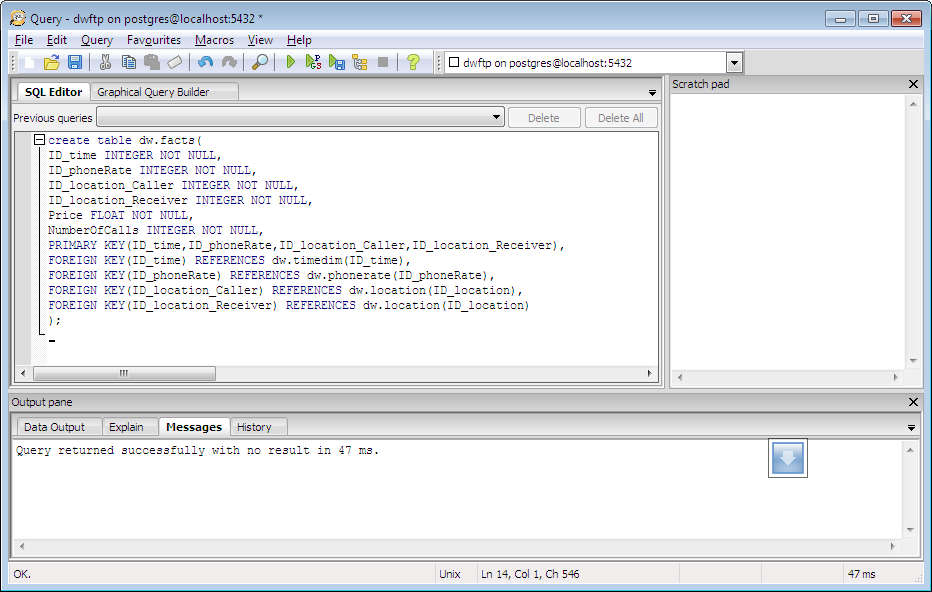 Query - dwftp on postgres@localhost:5432 *
File Edit Query Favourites Macros View Help
dwftp on postgres@localhost:5432
SQL Editor Graphical Query Builder
Scratch pad
Previous queries Delete Delete All
create table dw.facts(
ID_time INTEGER NOT NULL,
ID_phoneRate INTEGER NOT NULL,
ID_location_Caller INTEGER NOT NULL,
ID_location_Receiver INTEGER NOT NULL,
Price FLOAT NOT NULL,
NumberOfCalls INTEGER NOT NULL,
PRIMARY KEY(ID_time,ID_phoneRate,ID_location_Caller,ID_location_Receiver),
FOREIGN KEY(ID_time) REFERENCES dw.timedim(ID_time),
FOREIGN KEY(ID_phoneRate) REFERENCES dw.phonerate(ID_phoneRate),
FOREIGN KEY(ID_location_Caller) REFERENCES dw.location(ID_location),
FOREIGN KEY(ID_location_Receiver) REFERENCES dw.location(ID_location)
);
Output pane
Data Output Explain Messages History
Query returned successfully with no result in 47 ms.
OK. Unix Ln 14, Col 1, Ch 546 47 ms